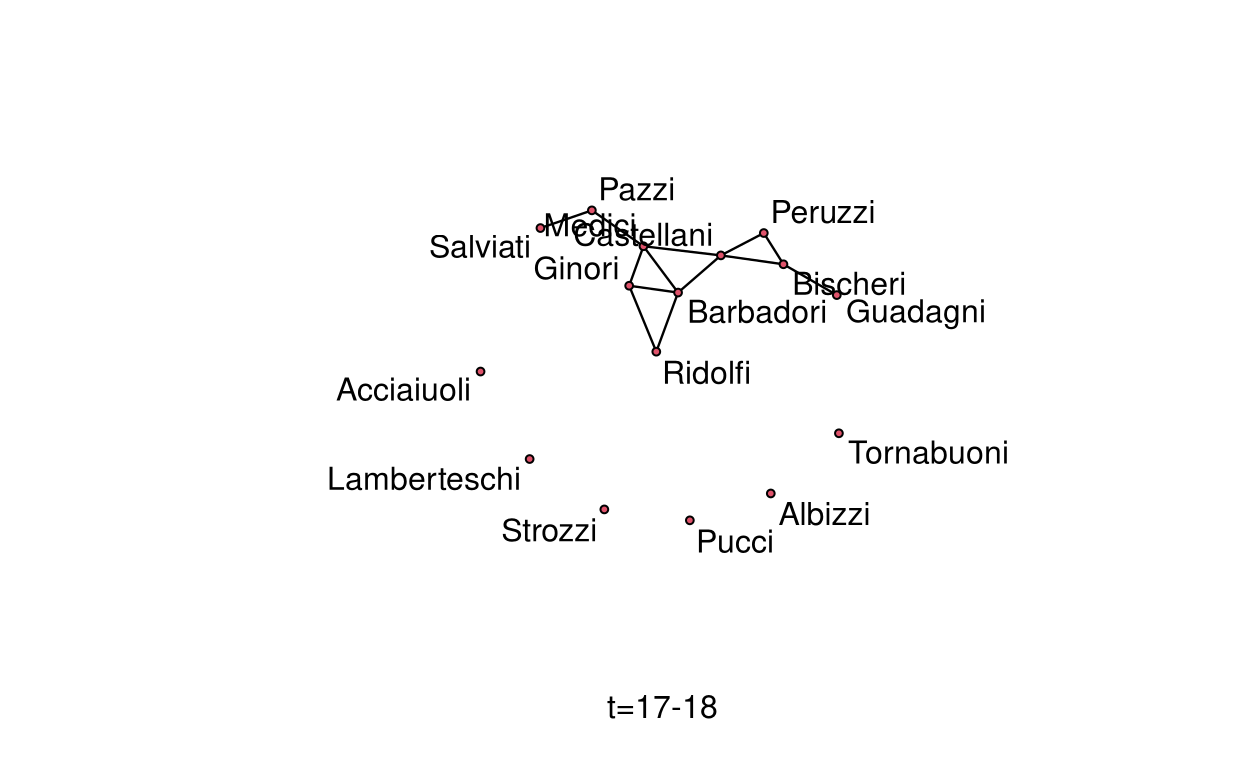 Pazzi
Peruzzi
Medici
Castellani
Salviati
Ginori
Bischeri
Barbadori
Guadagni
Ridolfi
Acciaiuoli
Tornabuoni
Lamberteschi
Albizzi
Strozzi
Pucci
t=17-18